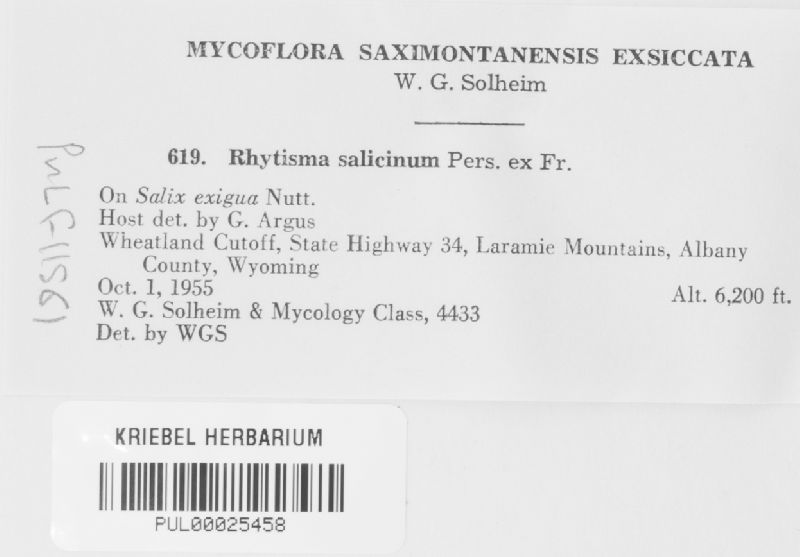 MYCOFLORA SAXIMONTANENSIS EXSICCATA
W. G. Solheim
619. Rhytisma salicinum Pers. ex Fr.
On Salix exigua Nutt.
Host det. by G. Argus
Wheatland Cutoff, State Highway 34, Laramie Mountains, Albany
County, Wyoming
Oct. 1, 1955
Alt. 6,200 ft.
W. G. Solheim & Mycology Class, 4433
Det. by WGS
PUL F11561
KRIEBEL HERBARIUM
PUL00025458